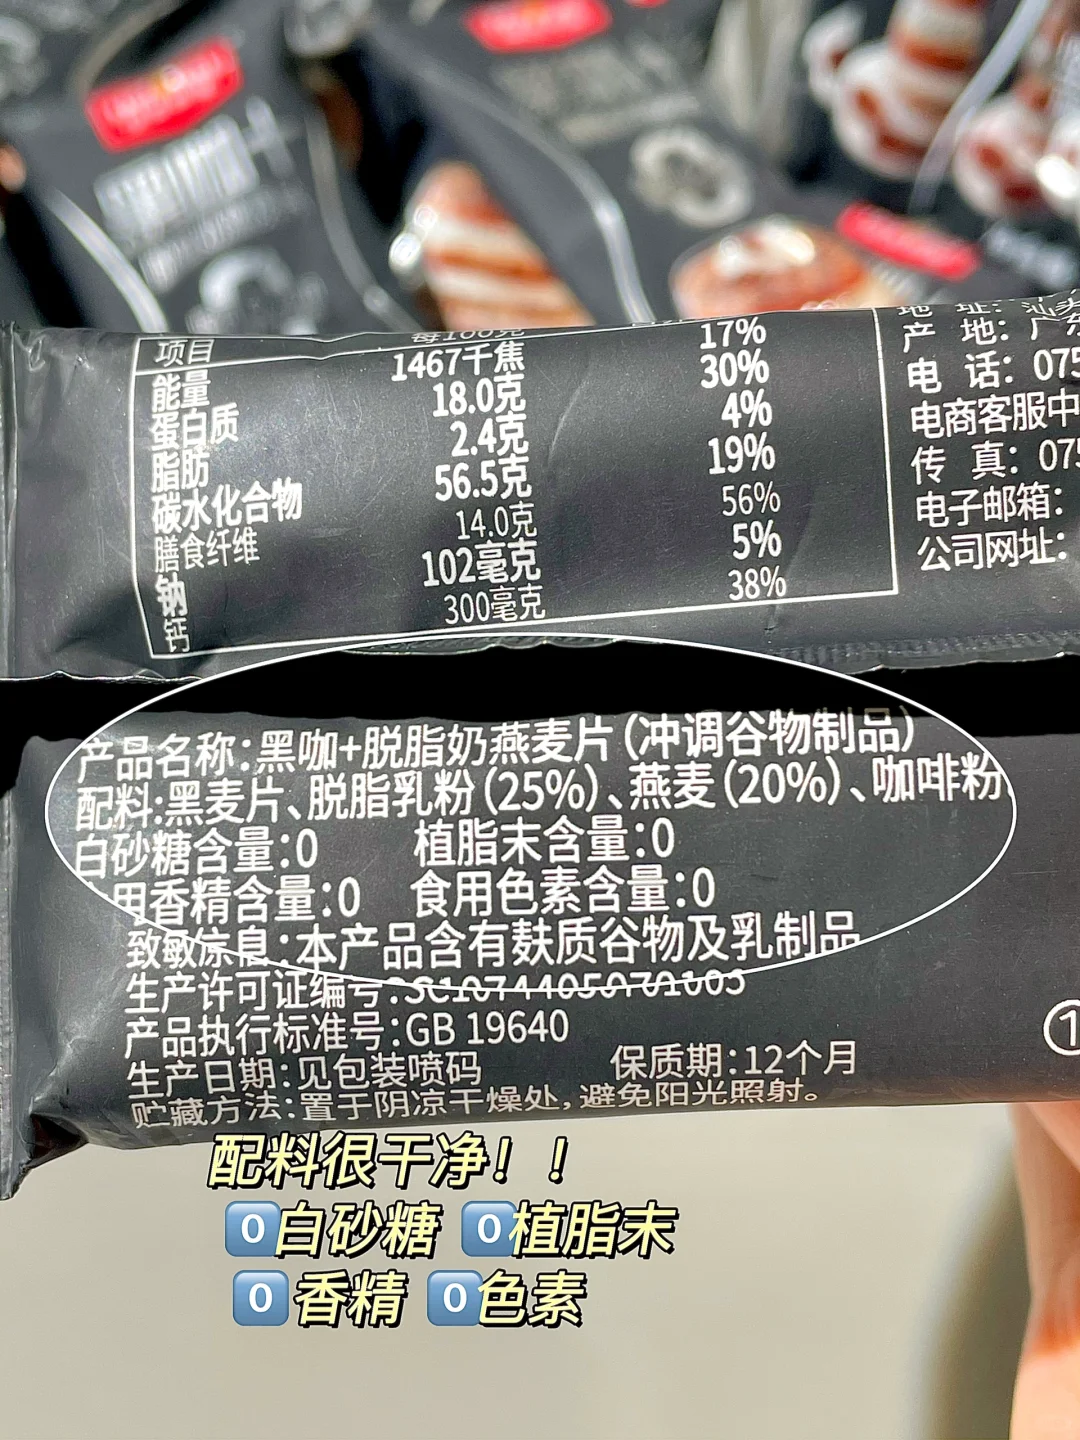 项目 每100克
能量 1467千焦 17%
蛋白质 18.0克 30%
脂肪 2.4克 4%
碳水化合物 56.5克 19%
膳食纤维 14.0克 56%
钠 102毫克 5%
钙 300毫克 38%
地 址：
产 地：广
电 话：075
电商客服中
传 真：075
电子邮箱：
公司网址：
产品名称：黑咖+脱脂奶燕麦片（冲调谷物制品）
配料：黑麦片、脱脂乳粉（25%）、燕麦（20%）、咖啡粉
白砂糖含量：0 植脂末含量：0
用香精含量：0 食用色素含量：0
致敏信息：本产品含有麸质谷物及乳制品
生产许可证编号：SC10744050701005
产品执行标准号：GB 19640
生产日期：见包装喷码 保质期：12个月
贮藏方法：置于阴凉干燥处，避免阳光照射。
配料很干净！！
0白砂糖 0植脂末
0香精 0色素